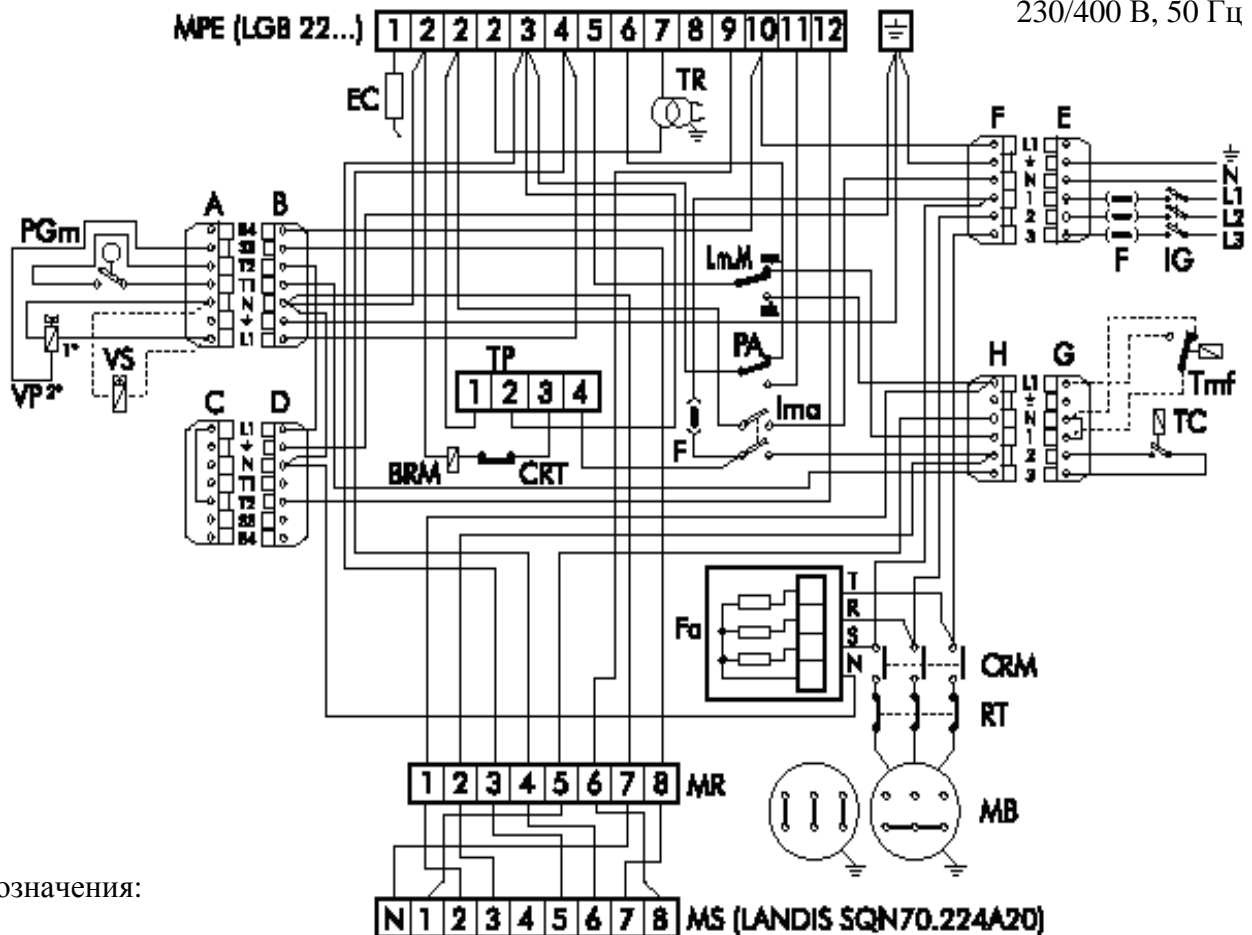 230/400 В, 50 Гц
MPE (LGB 22...) 1 2 2 2 3 4 5 6 7 8 9 10 11 12
EC
TR
F E
L1
N
1
2
3
N
L1
L2
L3
F IG
A B
PGm
B4
S3
T2
T1
N
L1
VP 1° 2°
VS
Lm.M
PA
Ima
F
TP
1 2 3 4
BRM CRT
H G
L1
N
1
2
3
Tmf
TC
C D
L1
N
T1
T2
S3
B4
Fa
T
R
S
N
CRM
RT
MB
1 2 3 4 5 6 7 8 MR
означения:
N 1 2 3 4 5 6 7 8 MS (LANDIS SQN70.224A20)